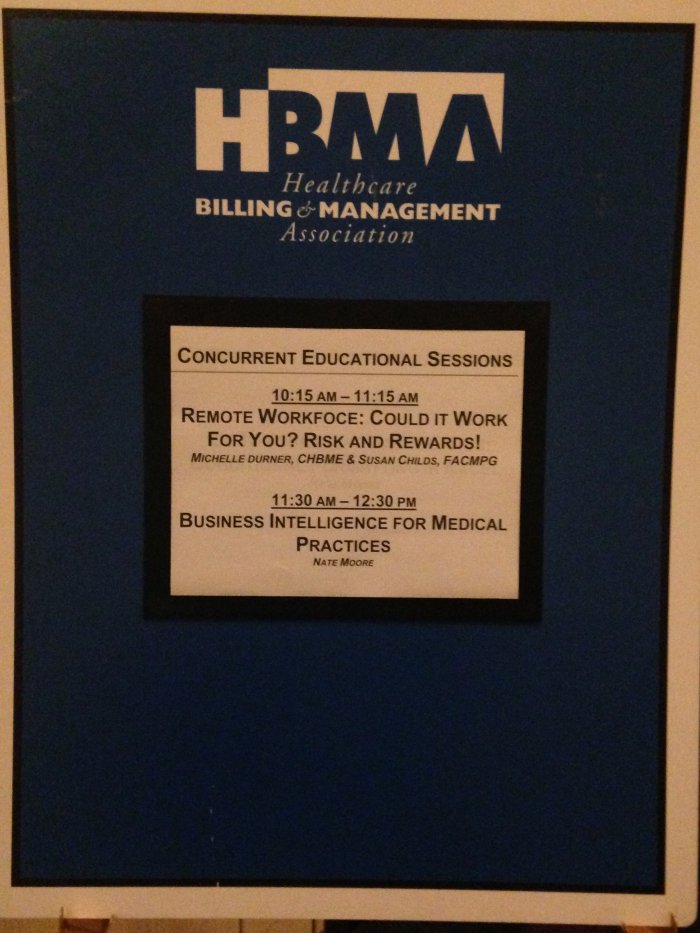 HBMA
Healthcare
BILLING & MANAGEMENT
Association
CONCURRENT EDUCATIONAL SESSIONS
10:15 AM – 11:15 AM
REMOTE WORKFOCE: COULD IT WORK
FOR YOU? RISK AND REWARDS!
MICHELLE DURNER, CHBME & SUSAN CHILDS, FACMPG
11:30 AM – 12:30 PM
BUSINESS INTELLIGENCE FOR MEDICAL
PRACTICES
NATE MOORE